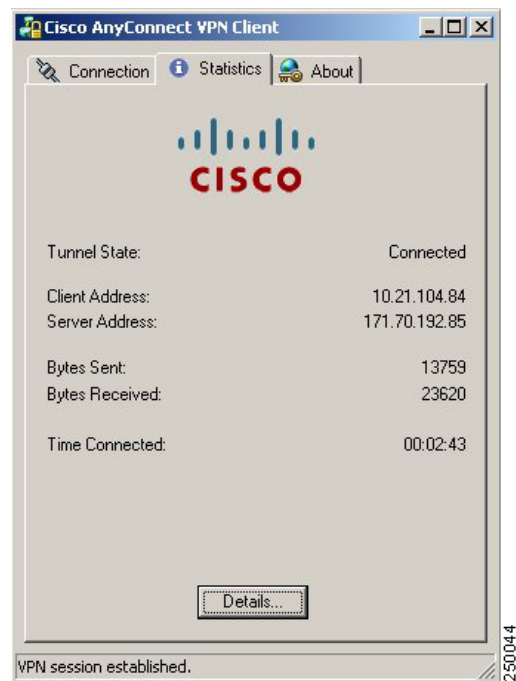 Cisco AnyConnect VPN Client
Connection
Statistics
About
CISCO
Tunnel State: Connected
Client Address: 10.21.104.84
Server Address: 171.70.192.85
Bytes Sent: 13759
Bytes Received: 23620
Time Connected: 00:02:43
Details...
VPN session established.
250044